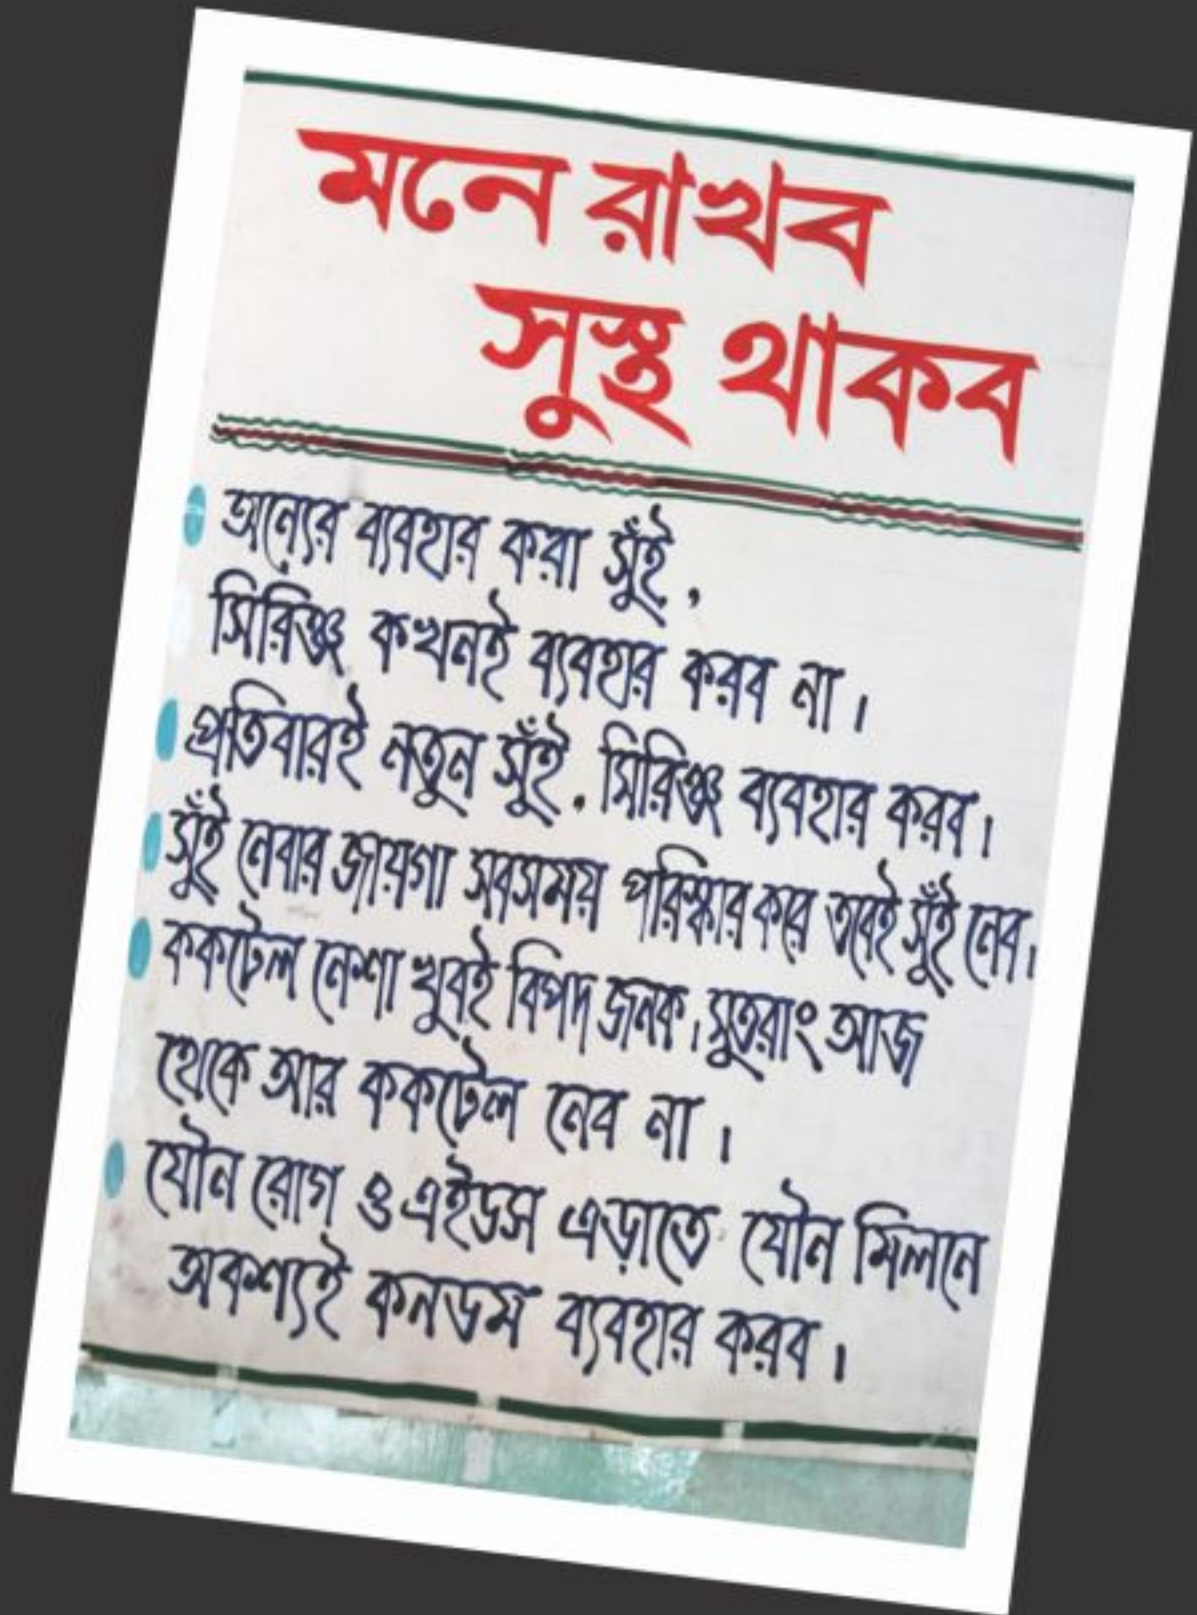 মনে রাখব
সুস্থ থাকব
অন্যের ব্যবহার করা সুঁই,
সিরিঞ্জ কখনই ব্যবহার করব না।
প্রতিবারই নতুন সুঁই, সিরিঞ্জ ব্যবহার করব।
সুঁই নেবার জায়গা সবসময় পরিস্কার করে তবেই সুঁই নেব।
ককটেল নেশা খুবই বিপদ জনক। সুতরাং আজ
থেকে আর ককটেল নেব না।
যৌন রোগ ও এইডস এড়াতে যৌন মিলনে
অবশ্যই কনডম ব্যবহার করব।